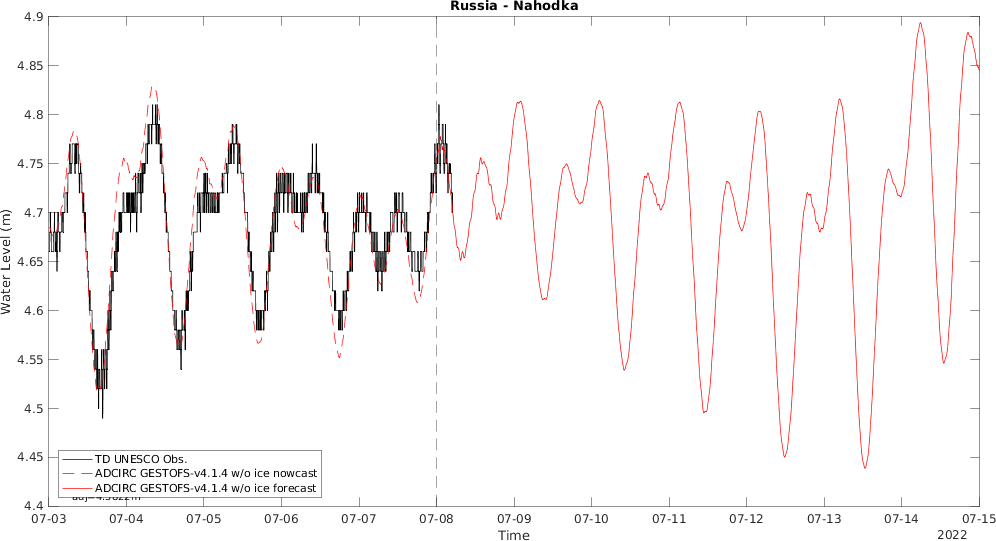 Russia - Nahodka
4.9
4.85
4.8
4.75
4.7
4.65
4.6
4.55
4.5
4.45
4.4
Water Level (m)
TD UNESCO Obs.
ADCIRC GESTOFS-v4.1.4 w/o ice nowcast
ADCIRC GESTOFS-v4.1.4 w/o ice forecast
07-03 07-04 07-05 07-06 07-07 07-08 07-09 07-10 07-11 07-12 07-13 07-14 07-15
Time
2022